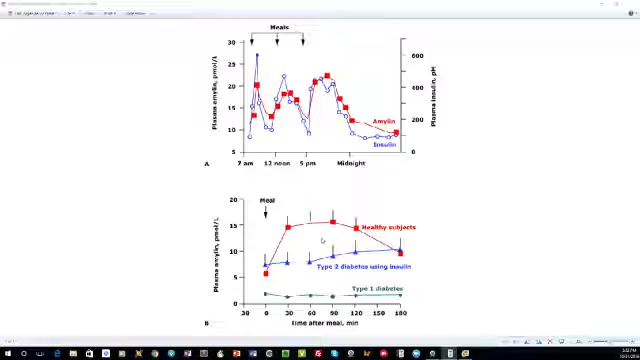 Meals
Plasma amylin, pmol/L
30
25
20
15
10
5
600
400
200
100
0
Plasma insulin, pM
Amylin
Insulin
7 am
12 noon
5 pm
Midnight
A
Meal
Plasma amylin, pmol/L
20
15
10
5
0
Healthy subjects
Type 2 diabetes using insulin
Type 1 diabetes
30
0
30
60
90
120
180
B
Time after meal, min